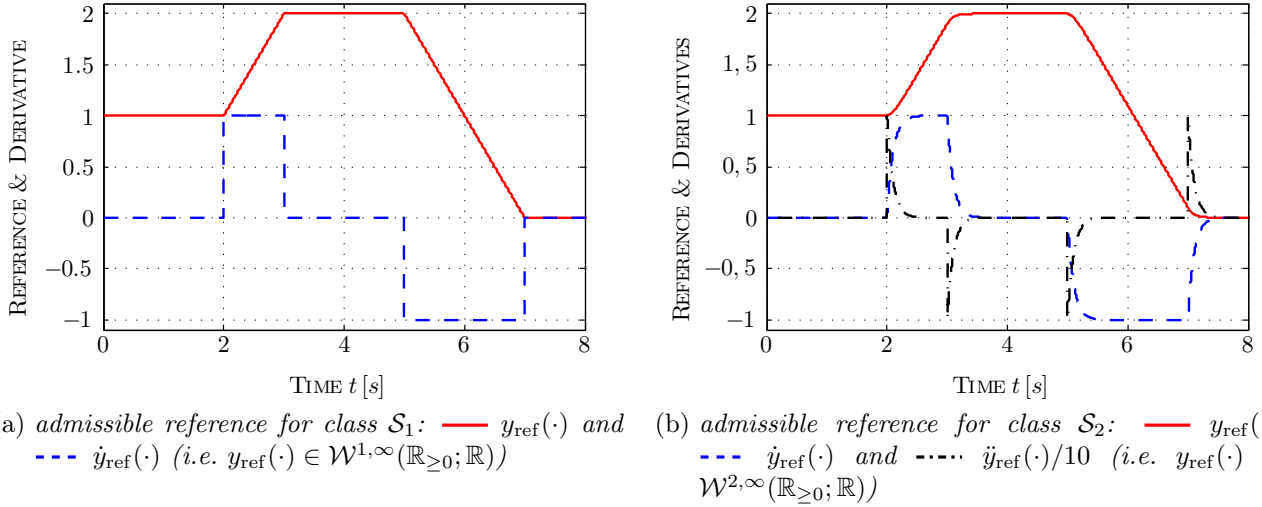 2
1.5
1
0.5
0
−0.5
−1
0 2 4 6 8
REFERENCE & DERIVATIVE
TIME t [s]
2
1, 5
1
0, 5
0
−0, 5
−1
0 2 4 6 8
REFERENCE & DERIVATIVES
TIME t [s]
) admissible reference for class 𝒮₁: y_ref(·) and
ẏ_ref(·) (i.e. y_ref(·) ∈ 𝒲^{1,∞}(ℝ_{≥0}; ℝ))
(b) admissible reference for class 𝒮₂: y_ref(
ẏ_ref(·) and ÿ_ref(·)/10 (i.e. y_ref(·)
𝒲^{2,∞}(ℝ_{≥0}; ℝ))